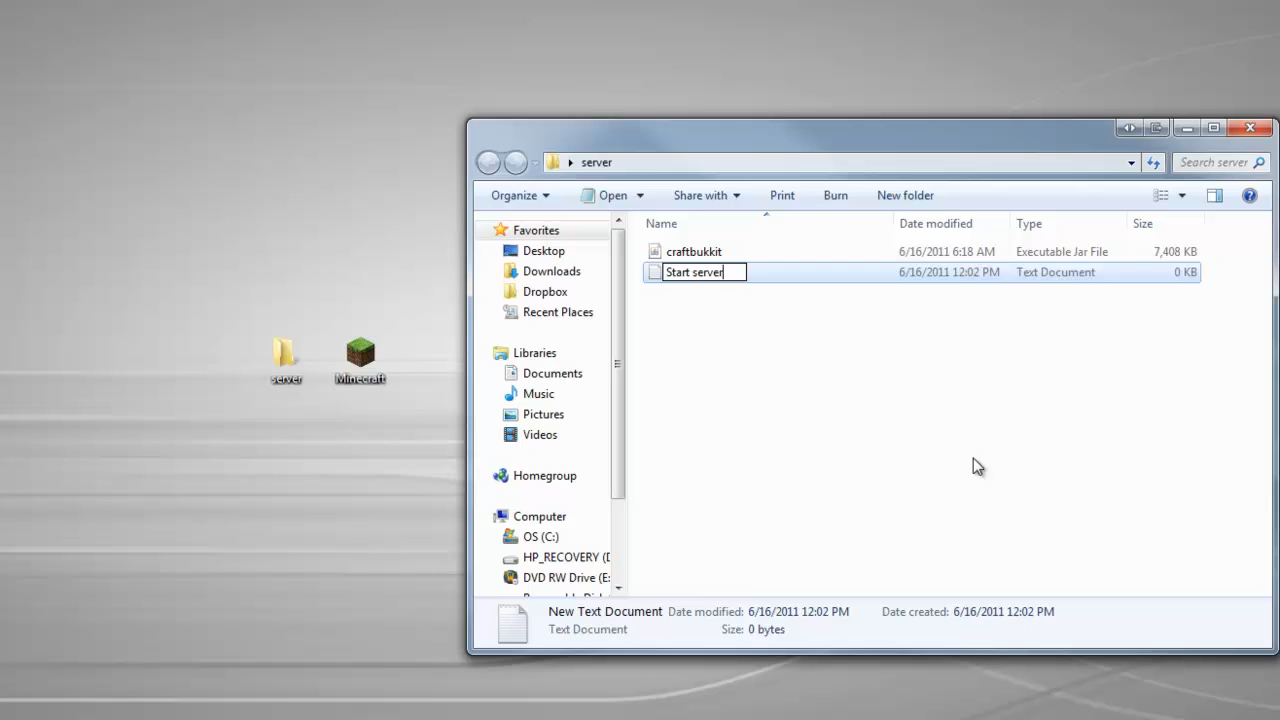 server
Search server
Organize
Open
Share with
Print
Burn
New folder
Name
Date modified
Type
Size
craftbukkit
6/16/2011 6:18 AM
Executable Jar File
7,408 KB
Start server
6/16/2011 12:02 PM
Text Document
0 KB
Favorites
Desktop
Downloads
Dropbox
Recent Places
Libraries
Documents
Music
Pictures
Videos
Homegroup
Computer
OS (C:)
HP_RECOVERY (D
DVD RW Drive (E:
server
Minecraft
New Text Document
Date modified: 6/16/2011 12:02 PM
Date created: 6/16/2011 12:02 PM
Text Document
Size: 0 bytes